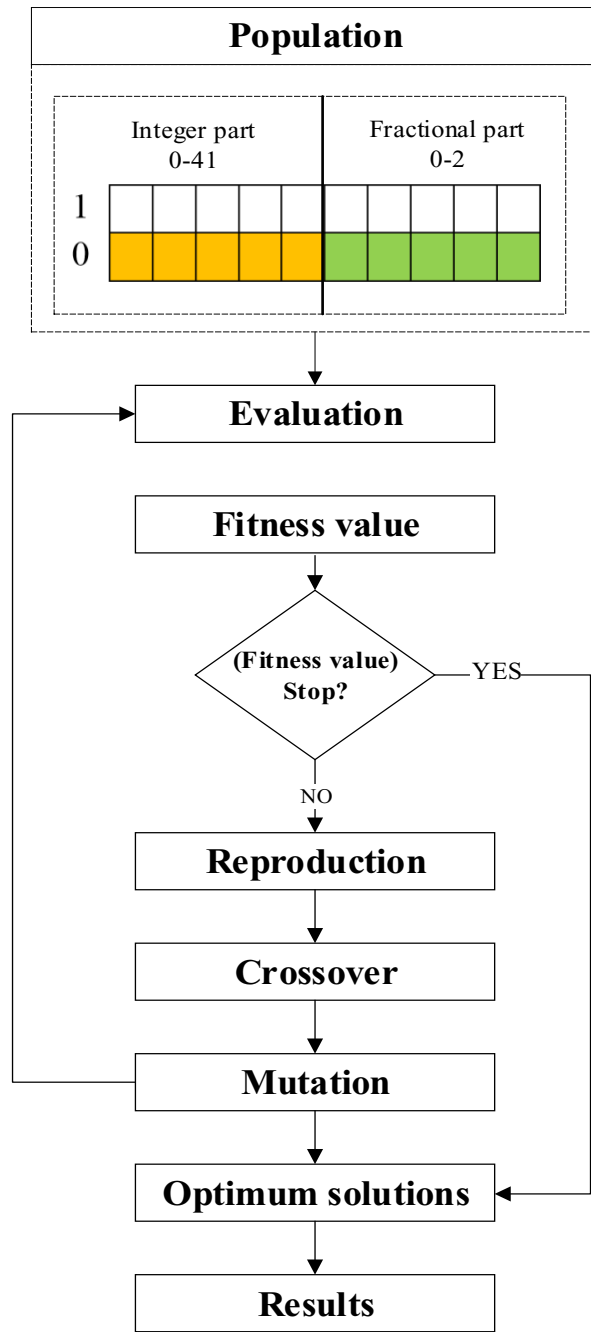 Population
Integer part
0-41
Fractional part
0-2
1
0
Evaluation
Fitness value
(Fitness value)
Stop?
YES
NO
Reproduction
Crossover
Mutation
Optimum solutions
Results